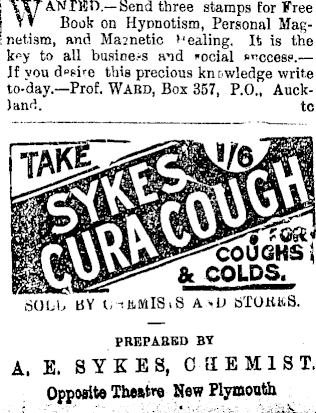 WANTED.—Send three stamps for Free
Book on Hypnotism, Personal Mag-
netism, and Magnetic Healing. It is the
key to all business and social success.—
If you desire this precious knowledge write
to-day.—Prof. WARD, Box 357, P.O., Auck-
land. tc
TAKE 1/6
SYKES
CURA COUGH
FOR
COUGHS
& COLDS.
SOLD BY CHEMISTS AND STORES.
PREPARED BY
A. E. SYKES, CHEMIST.
Opposite Theatre New Plymouth